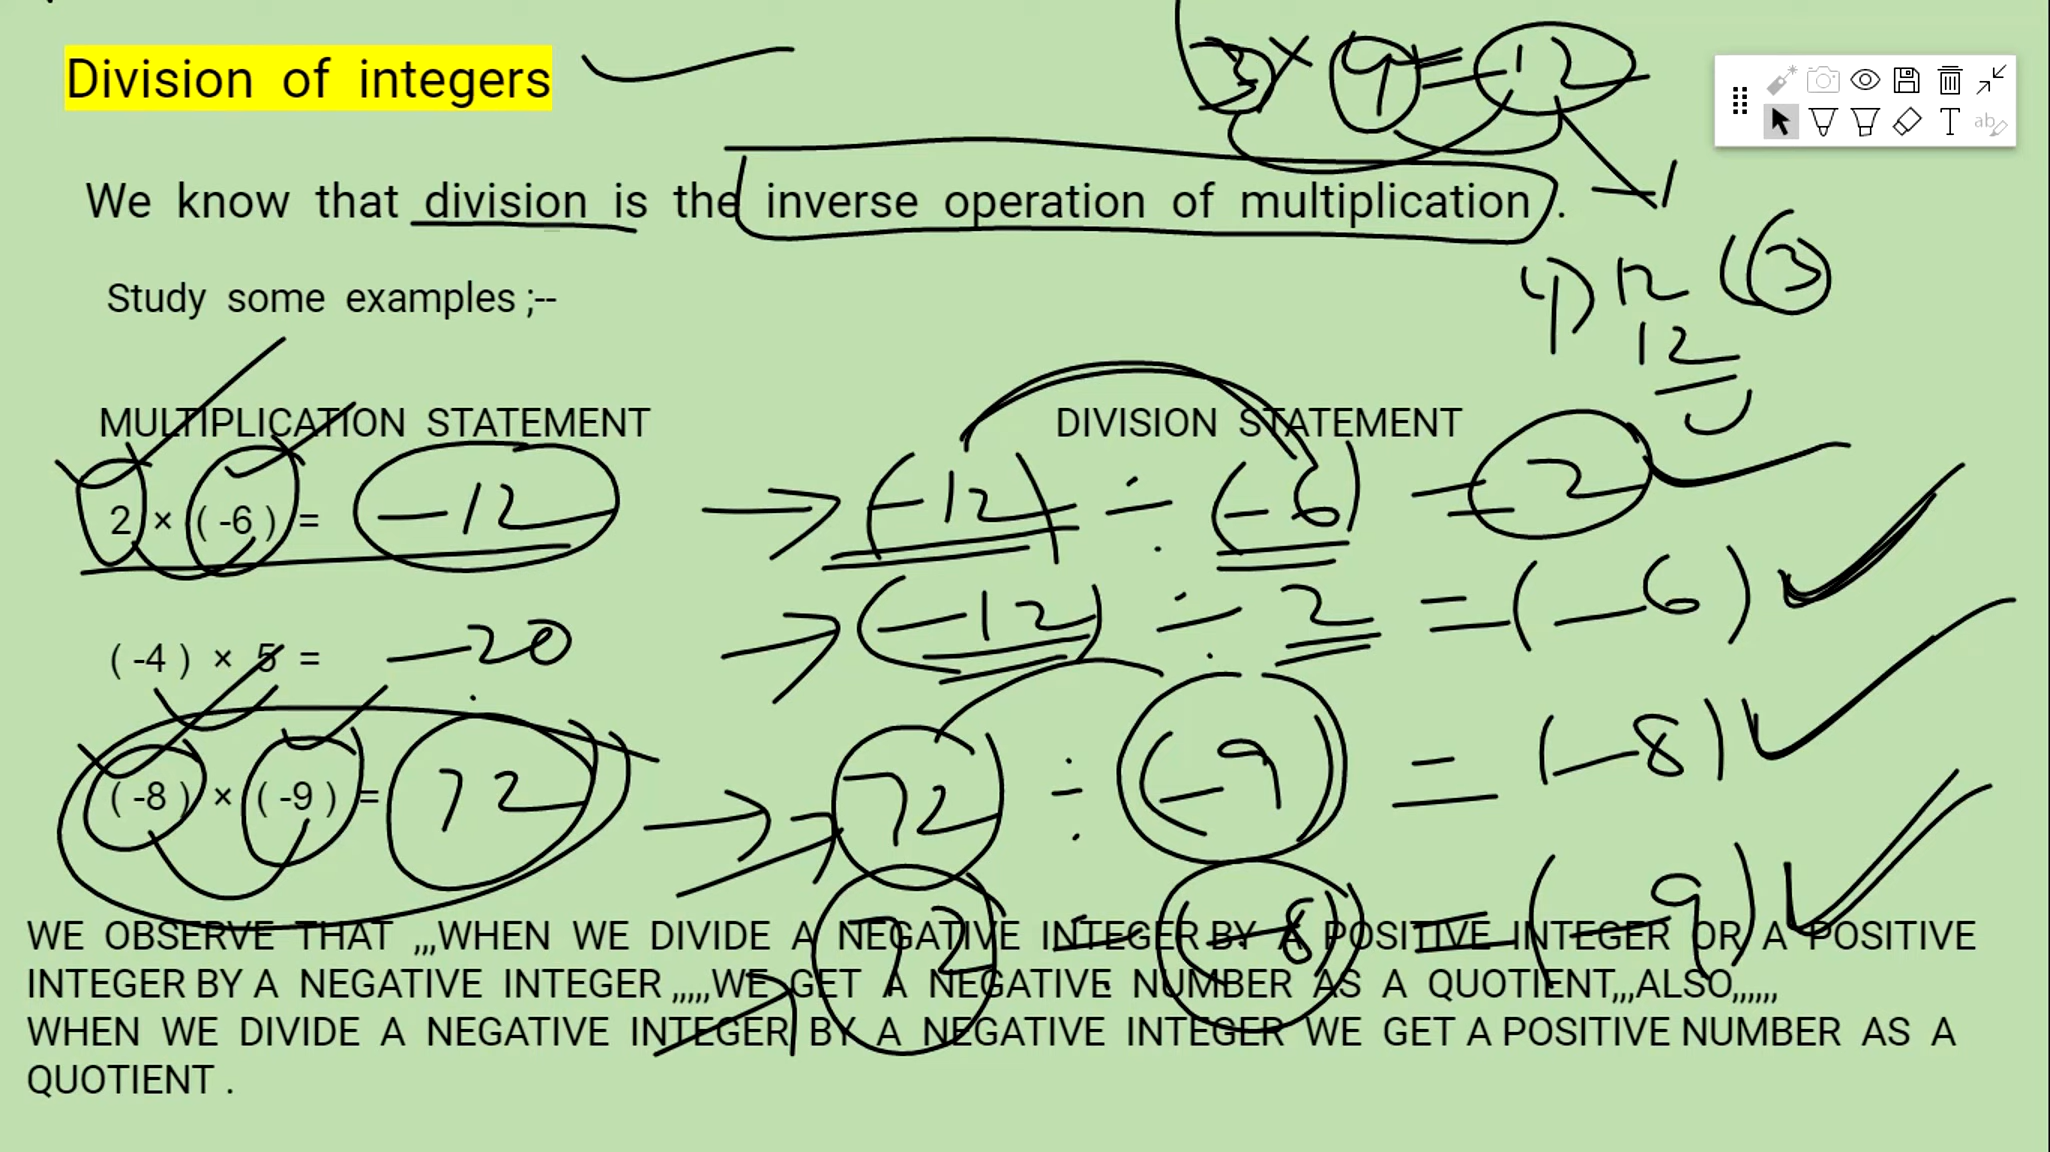 3 × 4 = 12
Division of integers
We know that division is the inverse operation of multiplication .
4) 12 (3
12
Study some examples ;--
MULTIPLICATION STATEMENT DIVISION STATEMENT
2 × ( -6 ) = -12 → (-12) ÷ (-6) = 2
→ (-12) ÷ 2 = (-6)
( -4 ) × 5 = -20
( -8 ) × ( -9 ) = 72 → 72 ÷ (-9) = (-8)
72 ÷ (-8) = (-9)
WE OBSERVE THAT ,,,WHEN WE DIVIDE A NEGATIVE INTEGER BY A POSITIVE INTEGER OR A POSITIVE
INTEGER BY A NEGATIVE INTEGER ,,,,,WE GET A NEGATIVE NUMBER AS A QUOTIENT,,,ALSO,,,,,,
WHEN WE DIVIDE A NEGATIVE INTEGER BY A NEGATIVE INTEGER WE GET A POSITIVE NUMBER AS A
QUOTIENT .